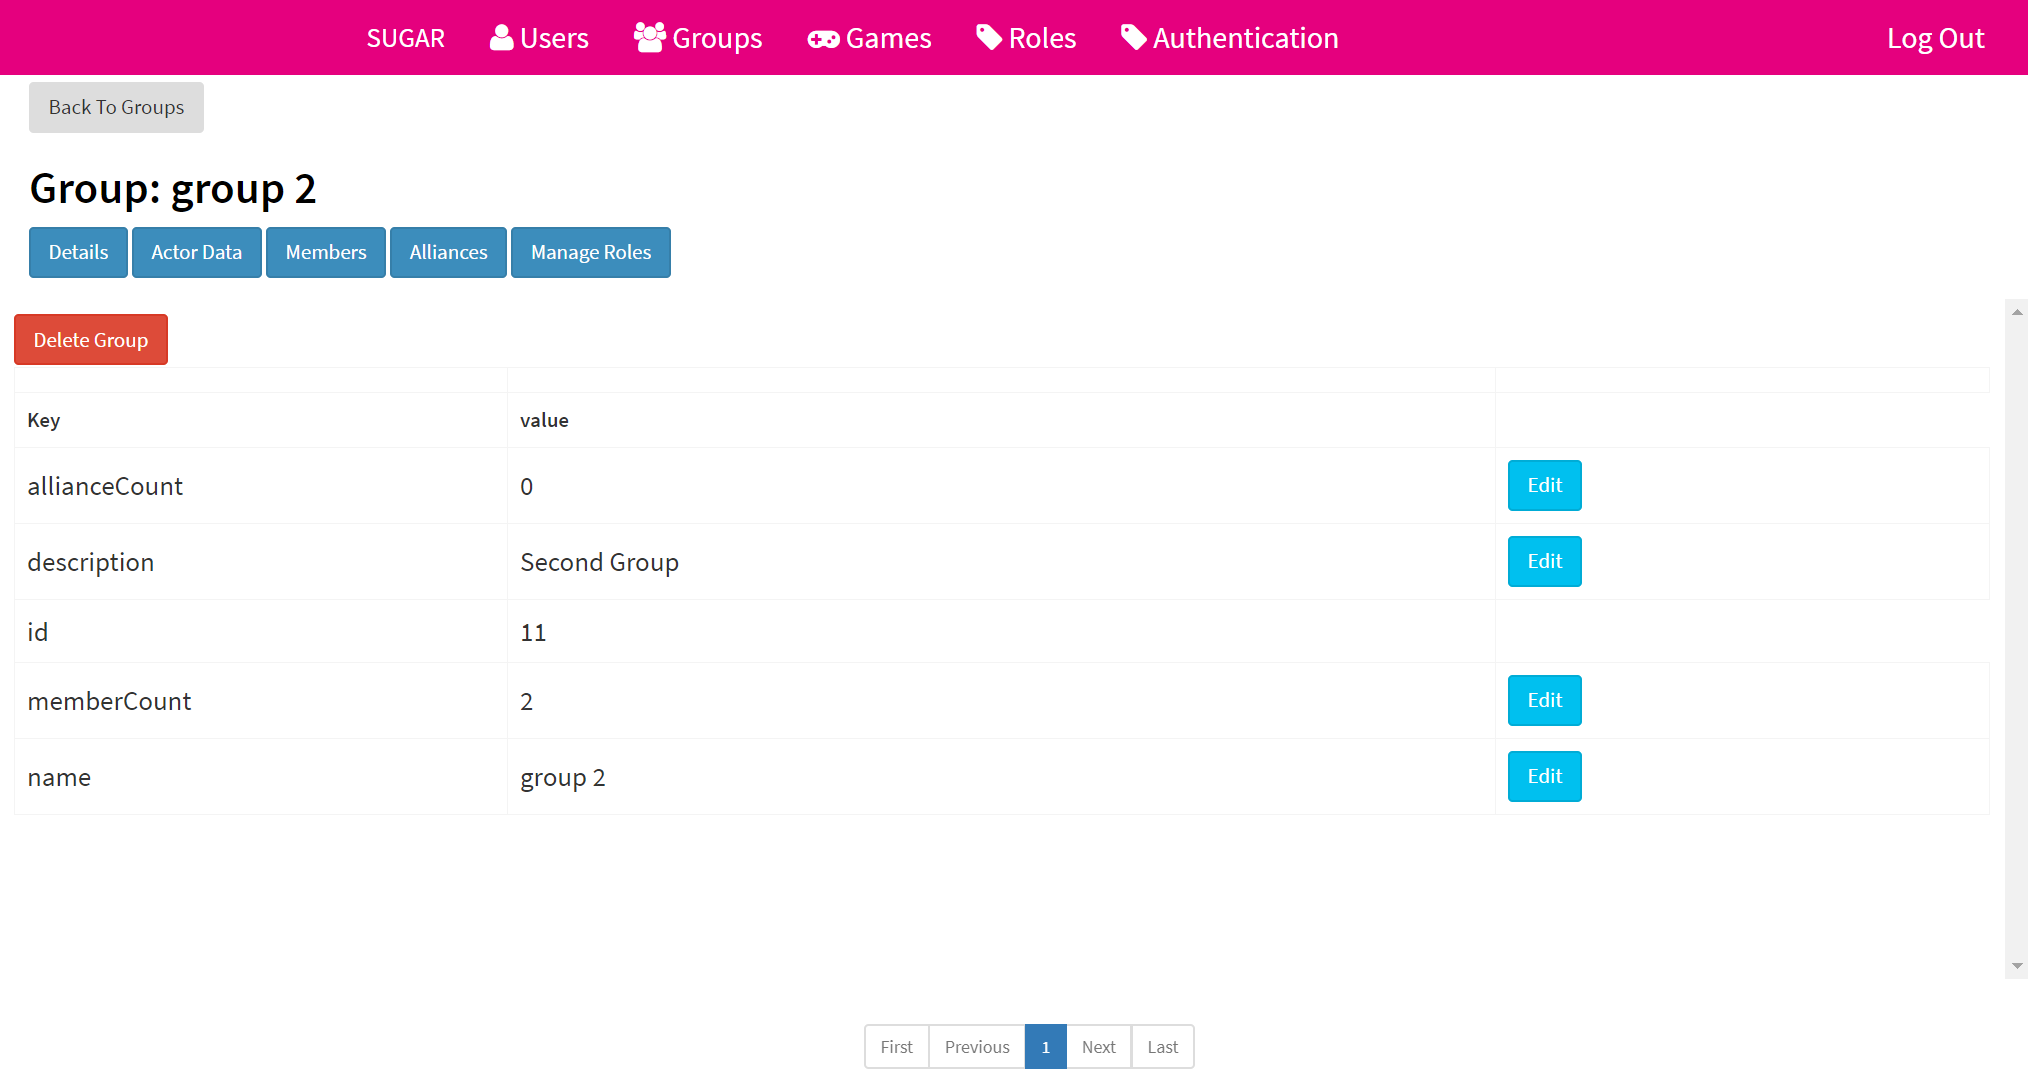 SUGAR Users Groups Games Roles Authentication Log Out
Back To Groups
Group: group 2
Details Actor Data Members Alliances Manage Roles
Delete Group
Key value
allianceCount 0 Edit
description Second Group Edit
id 11
memberCount 2 Edit
name group 2 Edit
First Previous 1 Next Last